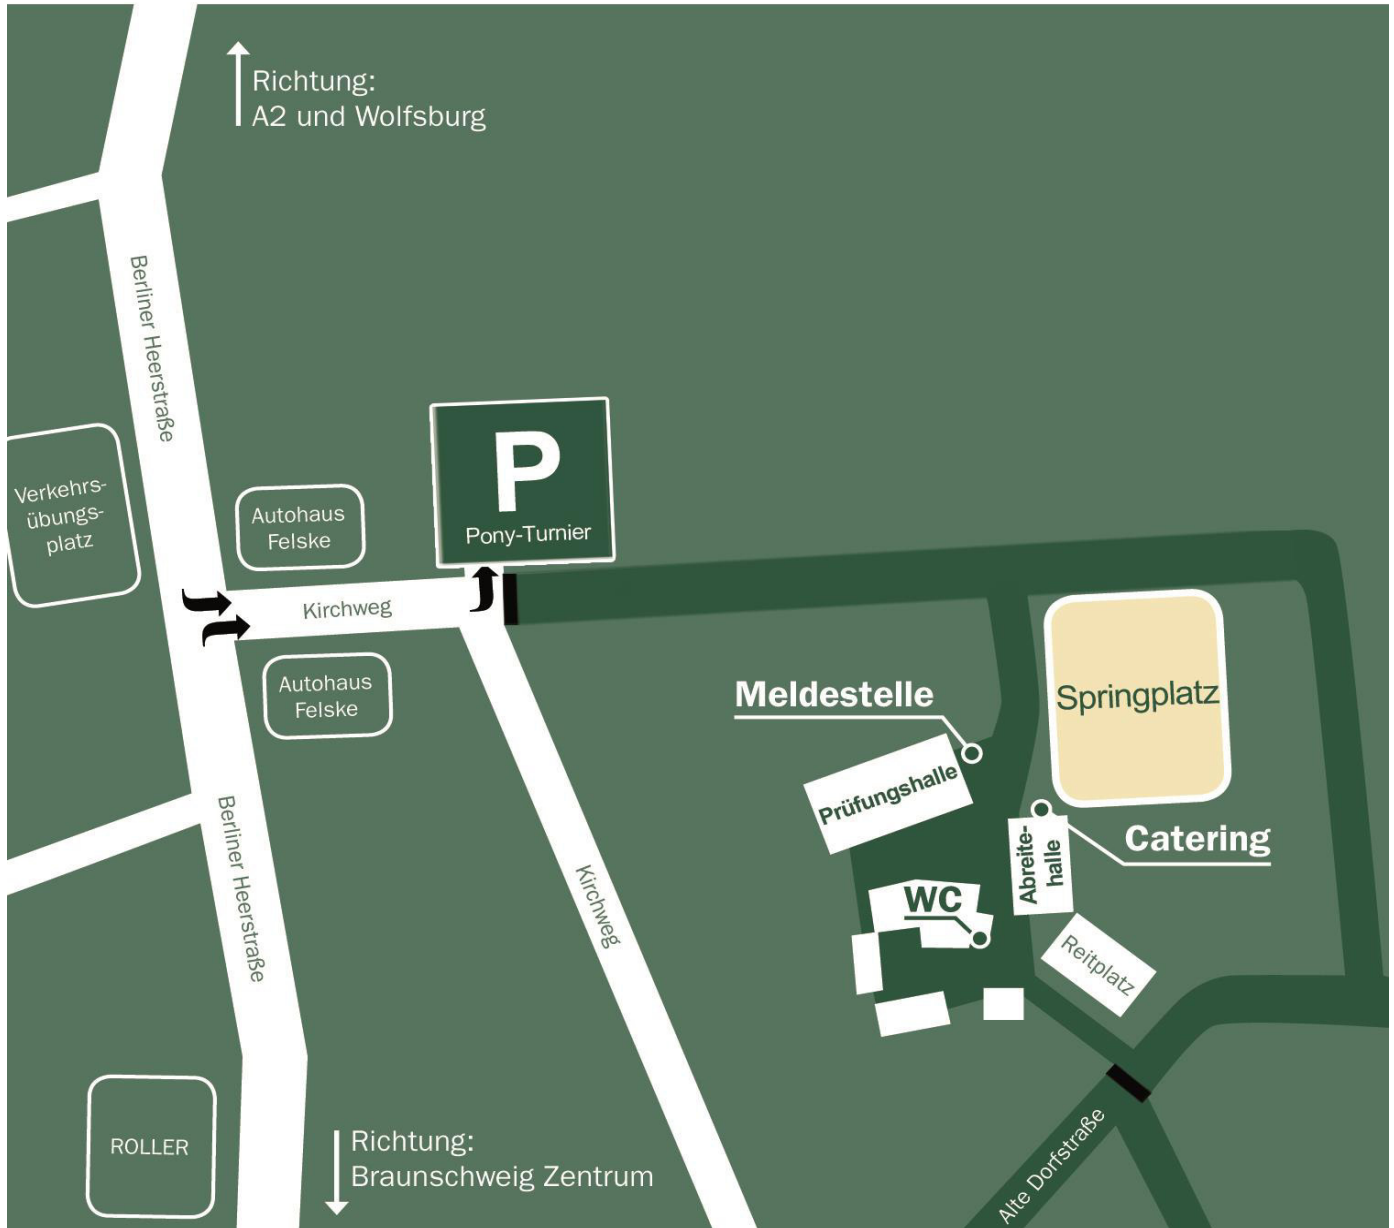 Richtung:
A2 und Wolfsburg
Berliner Heerstraße
Verkehrs-
übungs-
platz
Autohaus
Felske
P
Pony-Turnier
Kirchweg
Autohaus
Felske
Meldestelle
Springplatz
Prüfungshalle
Abreite-
halle
Catering
WC
Reitplatz
Berliner Heerstraße
Kirchweg
ROLLER
Richtung:
Braunschweig Zentrum
Alte Dorfstraße